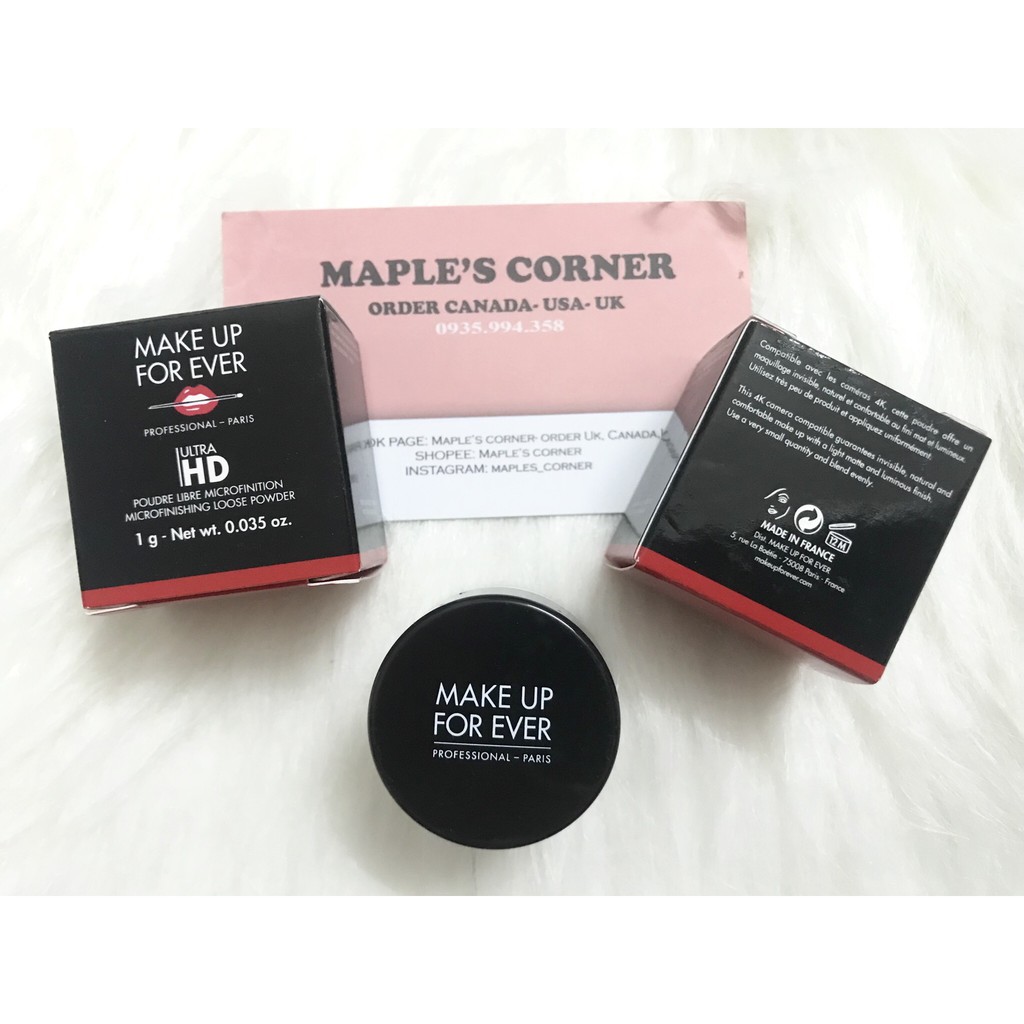 MAPLE'S CORNER
ORDER CANADA- USA- UK
0935.994.358
PAGE: MAPLE'S CORNER- ORDER UK, CANADA,
SHOPEE: MAPLE'S CORNER
INSTAGRAM: MAPLES_CORNER
MAKE UP
FOR EVER
PROFESSIONAL – PARIS
ULTRA
HD
POUDRE LIBRE MICROFINITION
MICROFINISHING LOOSE POWDER
1 g - Net wt. 0.035 oz.
Compatible avec les caméras 4K, cette poudre offre un
maquillage invisible, naturel et confortable au fini mat et lumineux.
Utilisez très peu de produit et appliquez uniformément.
This 4K camera compatible guarantees invisible, natural and
comfortable make up with a light matte and luminous finish.
Use a very small quantity and blend evenly.
12M
MADE IN FRANCE
Dist. MAKE UP FOR EVER
5, rue La Boétie - 75008 Paris - France
makeupforever.com
MAKE UP
FOR EVER
PROFESSIONAL – PARIS